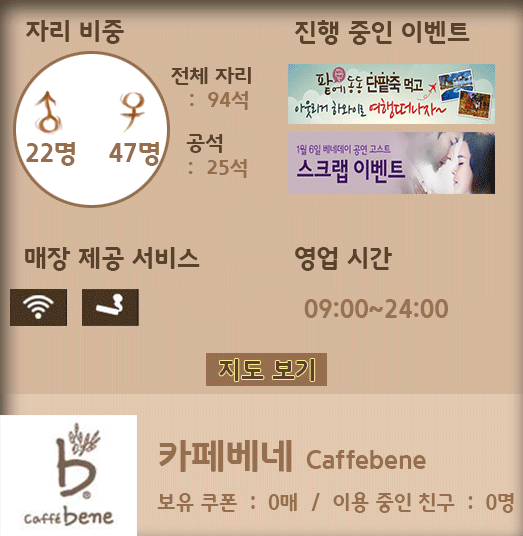 자리 비중
22명
47명
전체 자리
: 94석
공석
: 25석
진행 중인 이벤트
팥에 동동 단팥죽 먹고
아웃리거 하와이로 여행떠나자~
1월 6일 베네데이 공연 고스트
스크랩 이벤트
매장 제공 서비스
영업 시간
09:00~24:00
지도 보기
b
caffé bene
카페베네 Caffebene
보유 쿠폰 : 0매 / 이용 중인 친구 : 0명